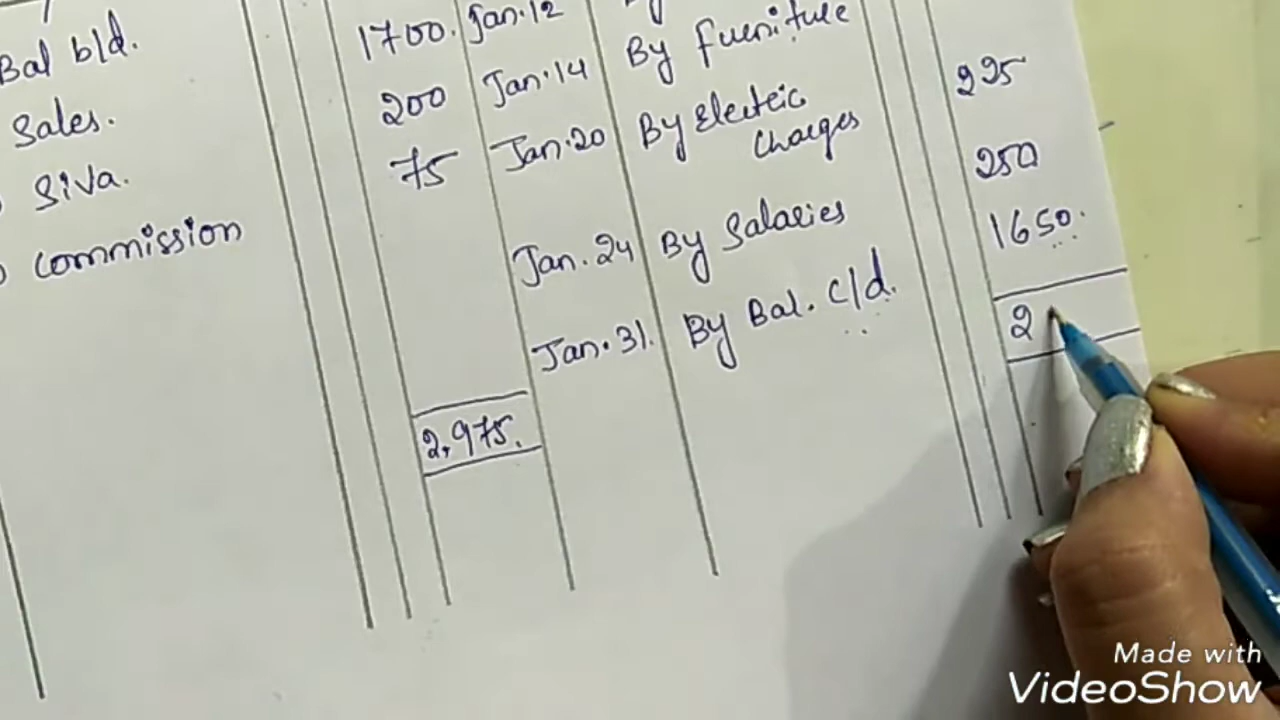 1700. Jan.12 By
Bal b/d. 200 Jan.14 By Furniture 225
Sales. 75 Jan.20 By Electric
Charges 250
Siva. Jan.24 By Salaries 1650.
commission Jan.31. By Bal. c/d.
2
2,975.
Made with
VideoShow